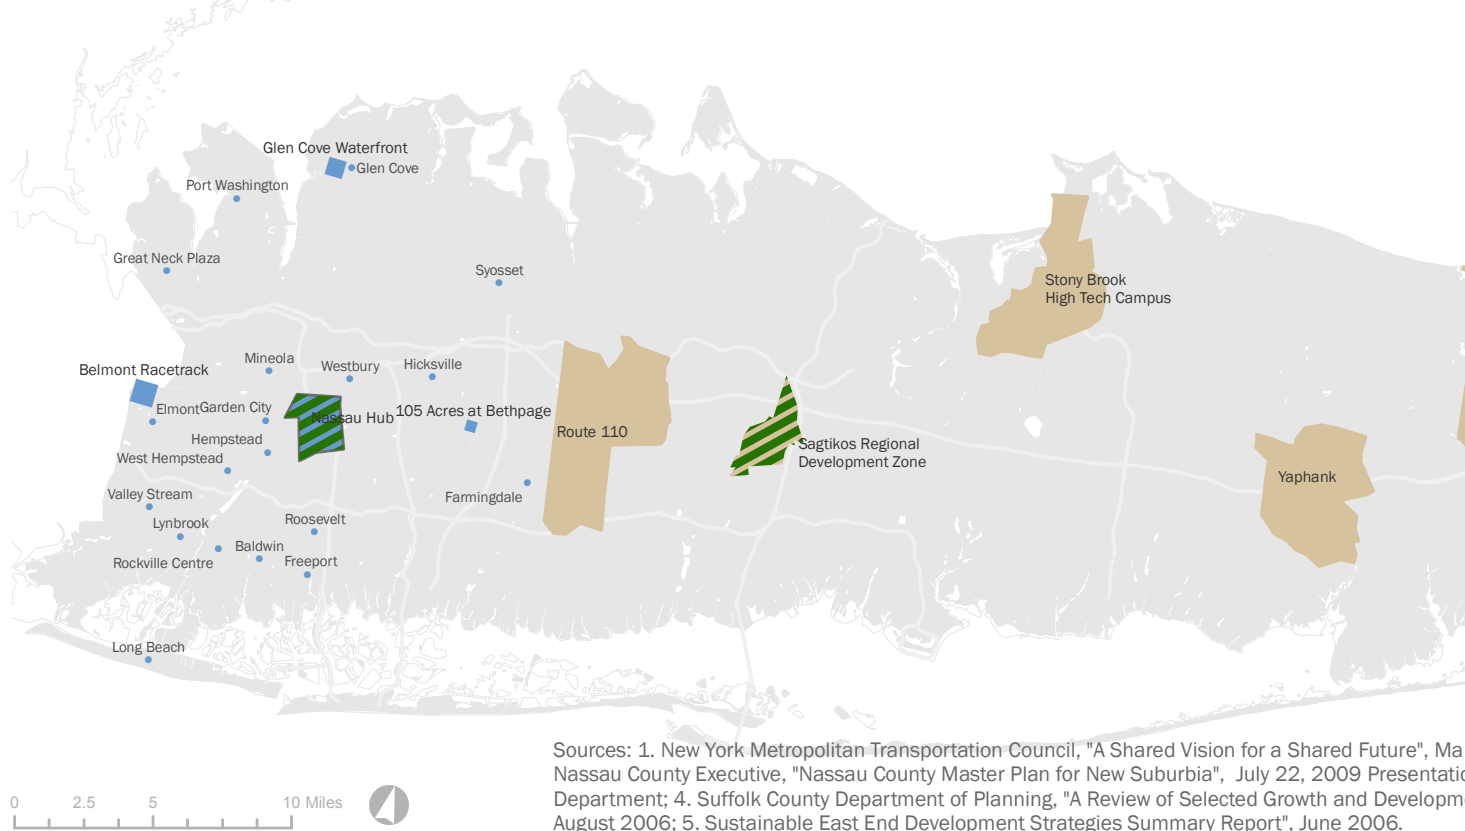 Glen Cove Waterfront
Glen Cove
Port Washington
Great Neck Plaza
Syosset
Stony Brook
High Tech Campus
Mineola
Westbury
Hicksville
Belmont Racetrack
Elmont
Garden City
Nassau Hub
105 Acres at Bethpage
Route 110
Hempstead
Sagtikos Regional
Development Zone
West Hempstead
Yaphank
Valley Stream
Farmingdale
Lynbrook
Roosevelt
Baldwin
Rockville Centre
Freeport
Long Beach
Sources: 1. New York Metropolitan Transportation Council, "A Shared Vision for a Shared Future", Ma
Nassau County Executive, "Nassau County Master Plan for New Suburbia", July 22, 2009 Presentatio
Department; 4. Suffolk County Department of Planning, "A Review of Selected Growth and Developm
August 2006; 5. Sustainable East End Development Strategies Summary Report", June 2006.
0 2.5 5 10 Miles